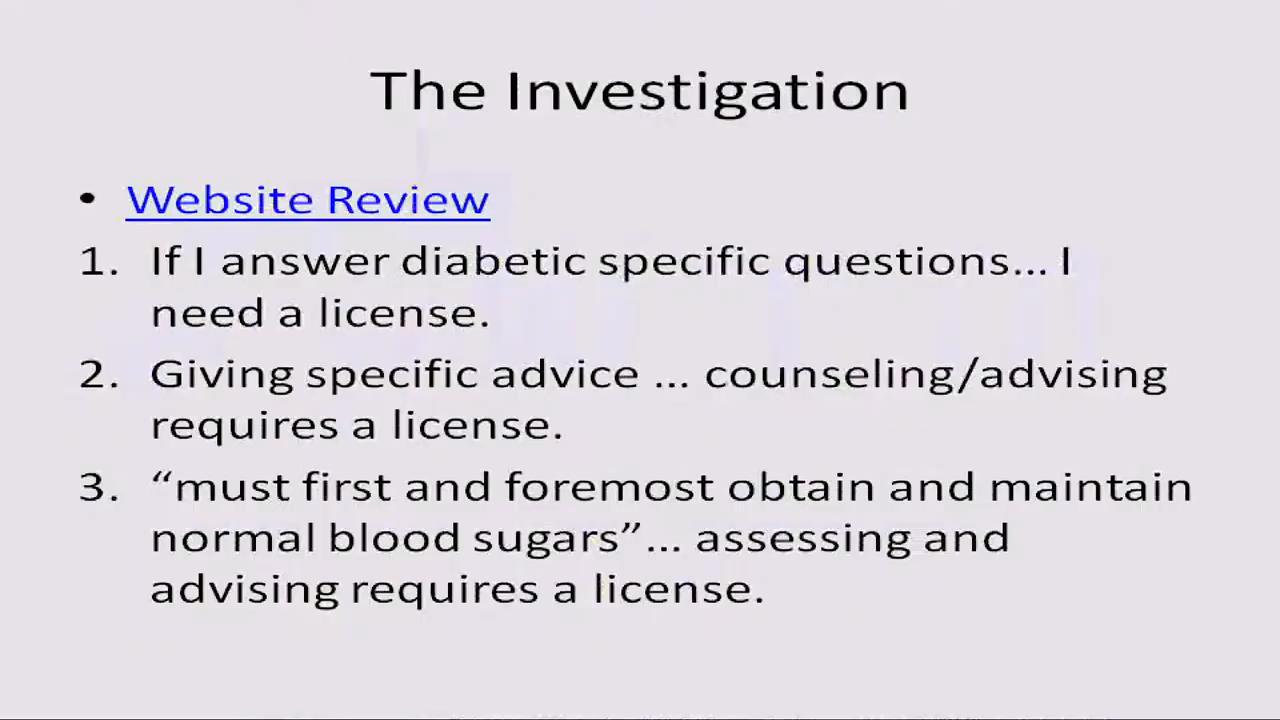 The Investigation
• Website Review
1. If I answer diabetic specific questions... I
need a license.
2. Giving specific advice ... counseling/advising
requires a license.
3. “must first and foremost obtain and maintain
normal blood sugars”... assessing and
advising requires a license.